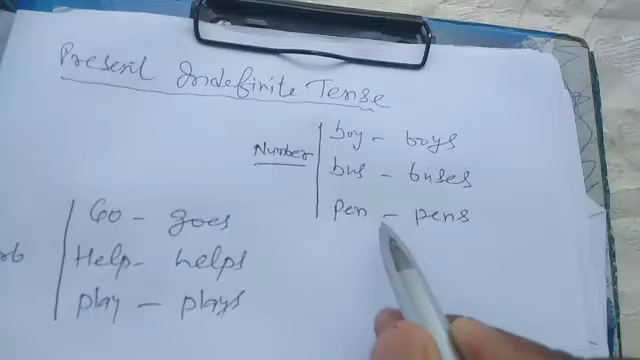 Present Indefinite Tense
Number
boy - boys
bus - buses
pen - pens
Go - goes
Help - helps
play - plays